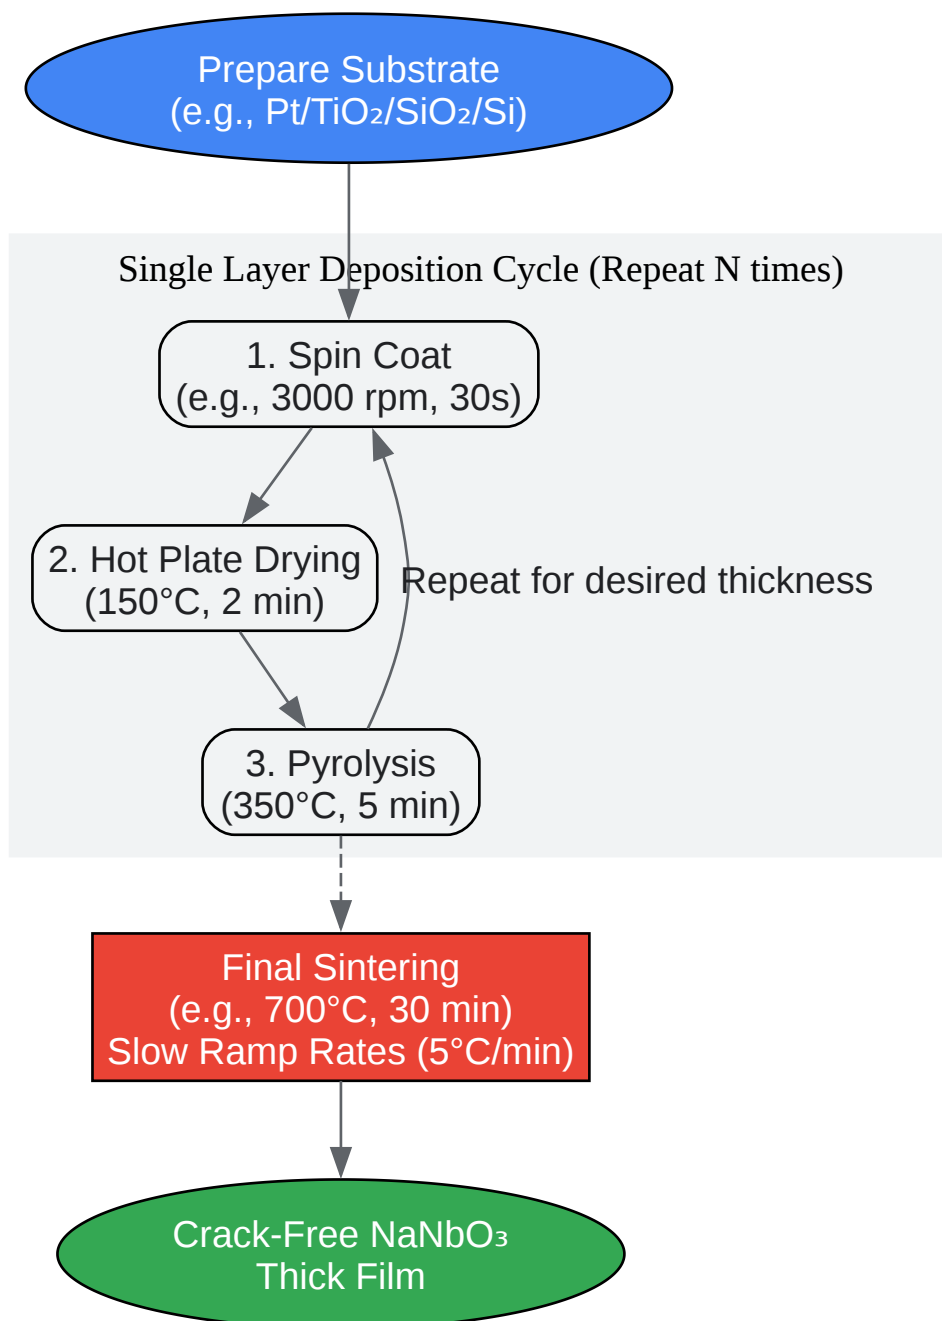 Prepare Substrate
(e.g., Pt/TiO₂/SiO₂/Si)
Single Layer Deposition Cycle (Repeat N times)
1. Spin Coat
(e.g., 3000 rpm, 30s)
2. Hot Plate Drying
(150°C, 2 min)
Repeat for desired thickness
3. Pyrolysis
(350°C, 5 min)
Final Sintering
(e.g., 700°C, 30 min)
Slow Ramp Rates (5°C/min)
Crack-Free NaNbO₃
Thick Film